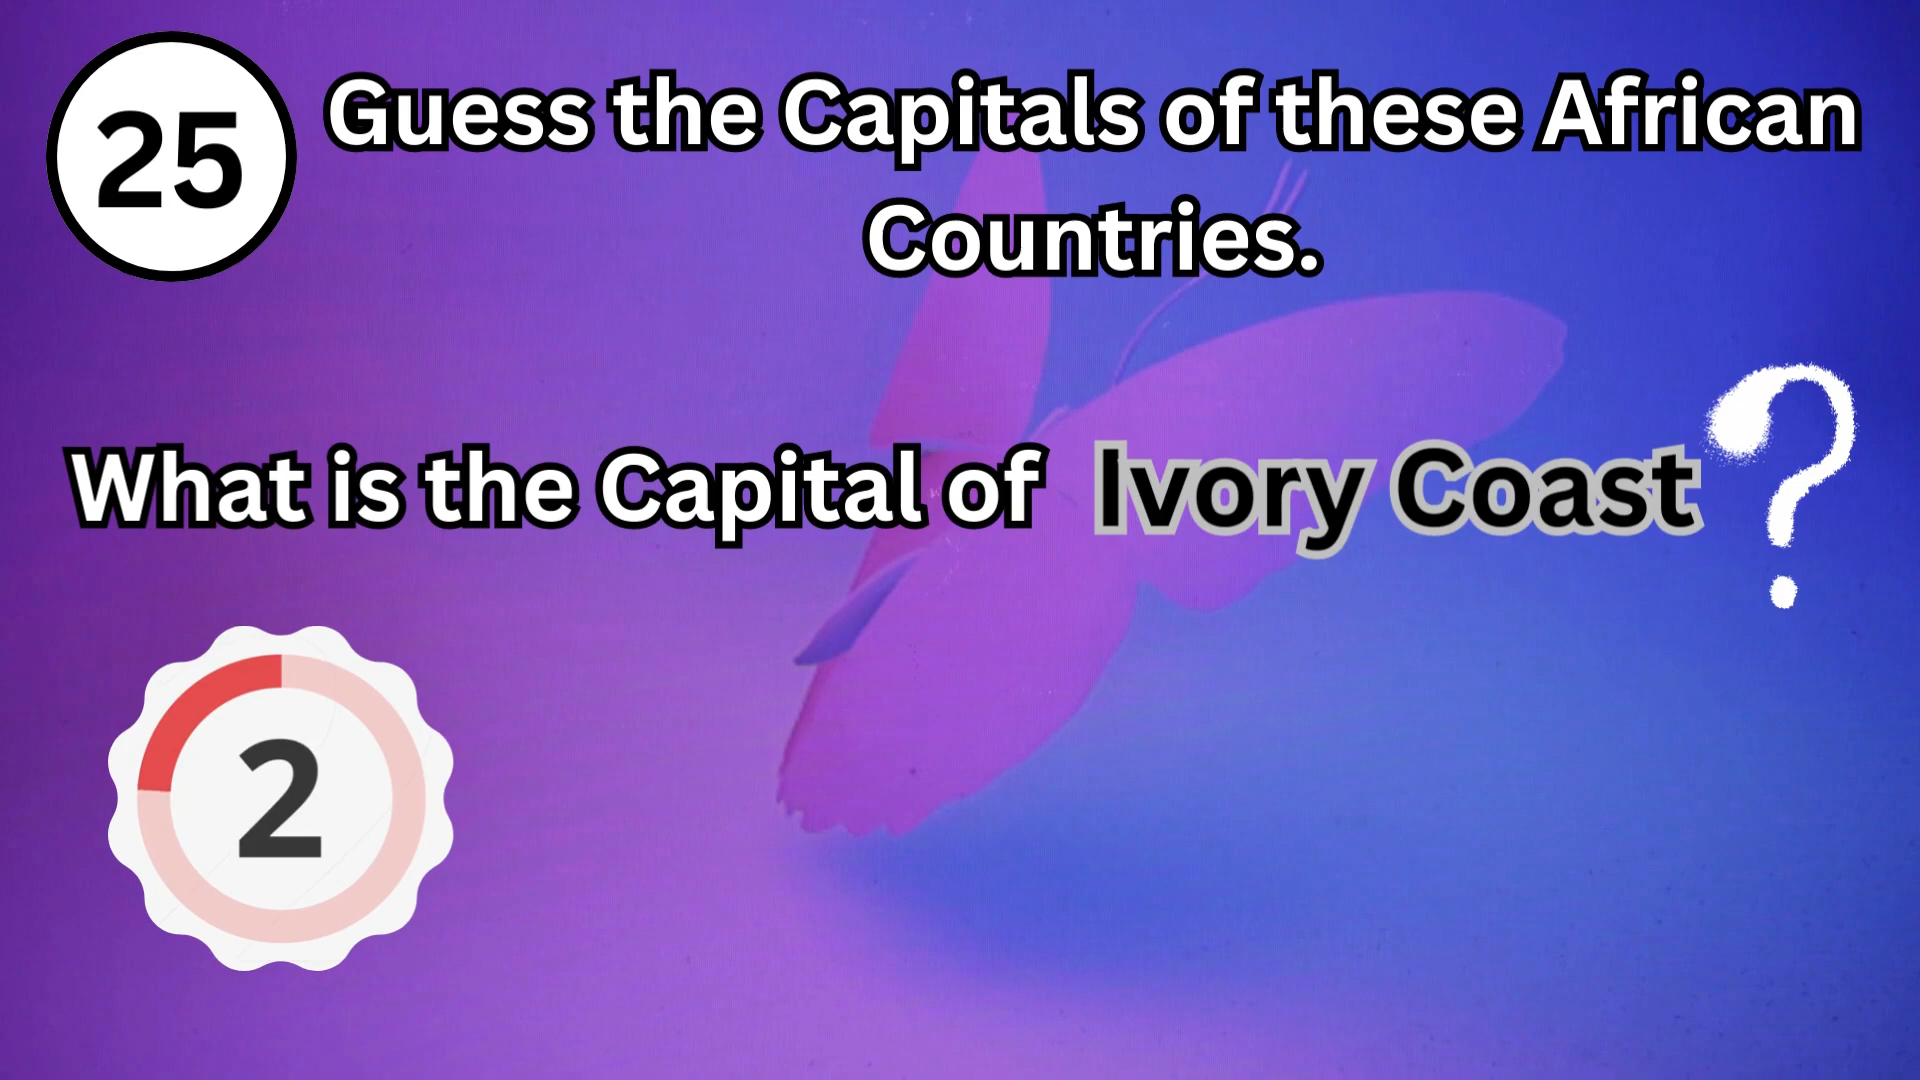 25
Guess the Capitals of these African
Countries.
What is the Capital of Ivory Coast?
2